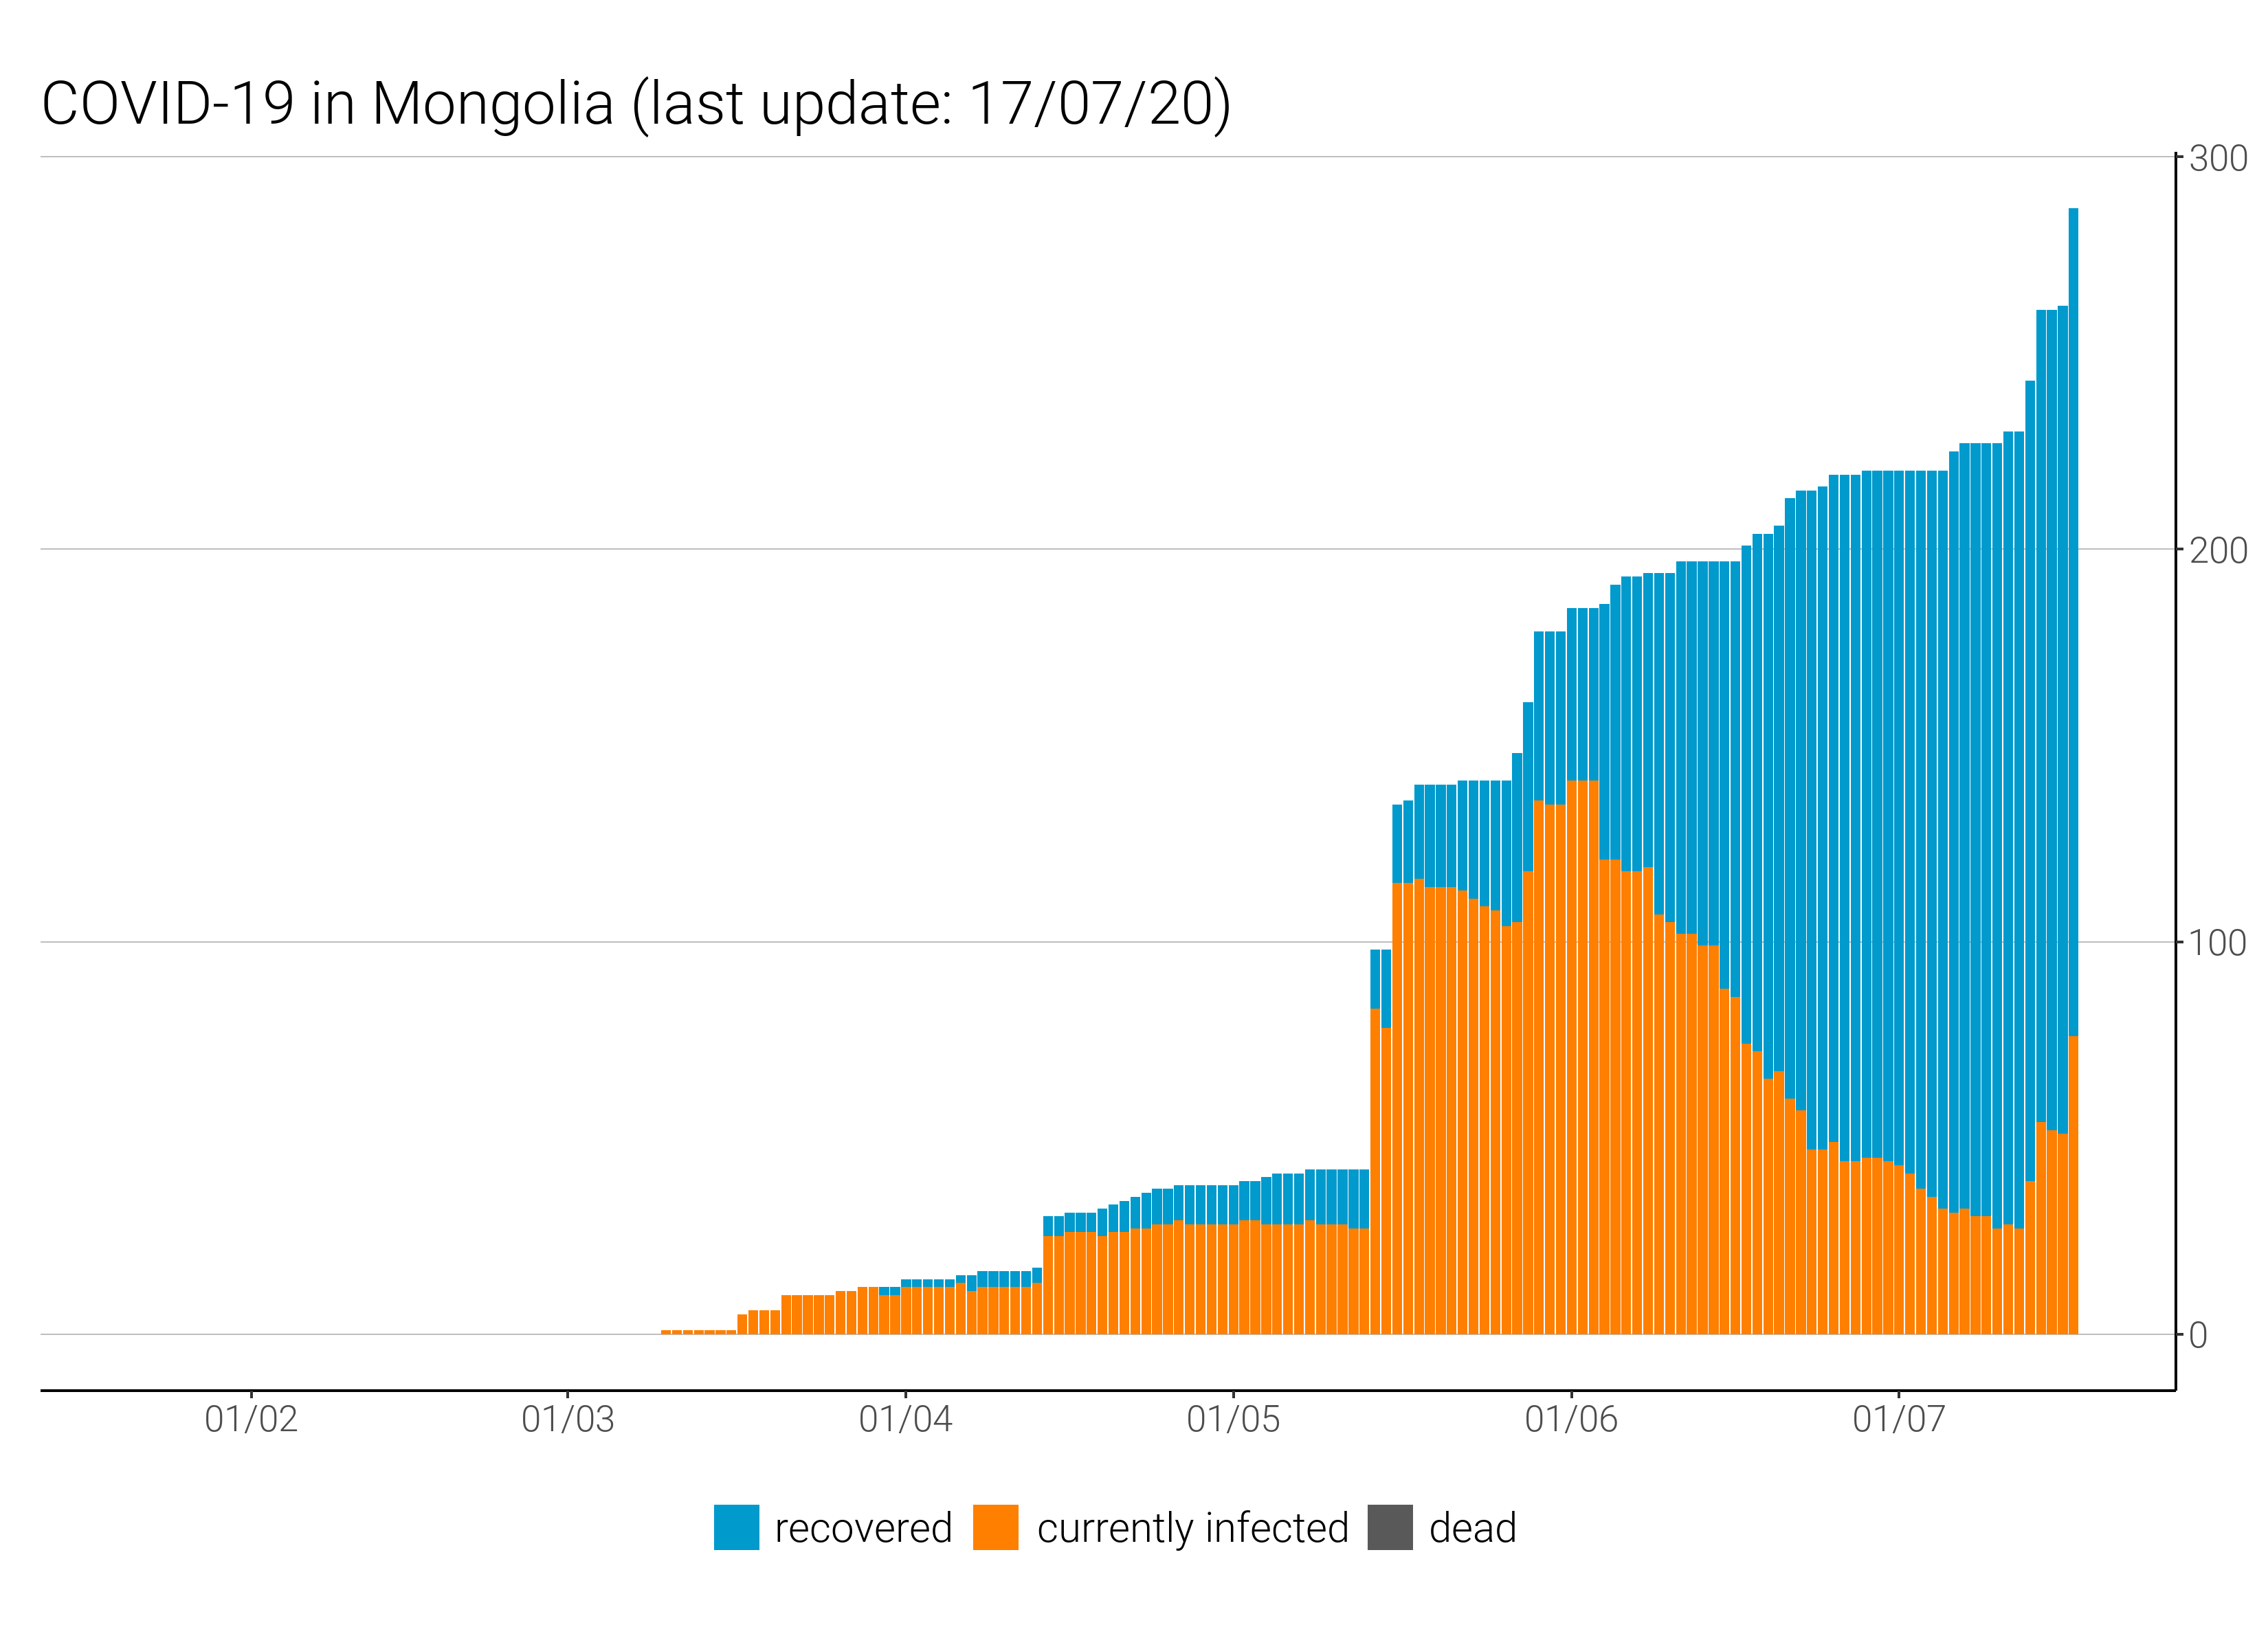 COVID-19 in Mongolia (last update: 17/07/20)
300
200
100
0
01/02 01/03 01/04 01/05 01/06 01/07
recovered currently infected dead